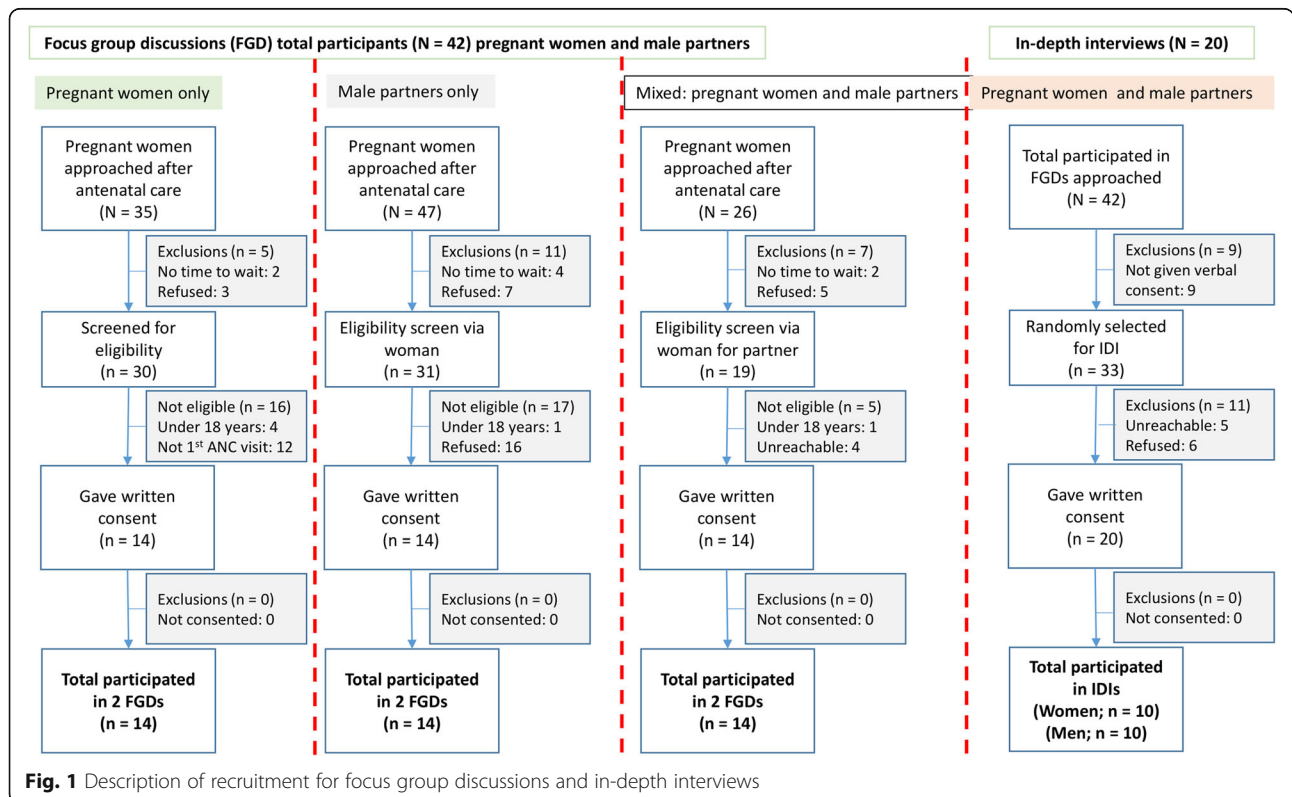 Focus group discussions (FGD) total participants (N = 42) pregnant women and male partners
Pregnant women only
Pregnant women
approached after
antenatal care
(N = 35)
Exclusions (n = 5)
No time to wait: 2
Refused: 3
Screened for
eligibility
(n = 30)
Not eligible (n = 16)
Under 18 years: 4
Not 1st ANC visit: 12
Gave written
consent
(n = 14)
Exclusions (n = 0)
Not consented: 0
Total participated
in 2 FGDs
(n = 14)
Male partners only
Pregnant women
approached after
antenatal care
(N = 47)
Exclusions (n = 11)
No time to wait: 4
Refused: 7
Eligibility screen via
woman
(n = 31)
Not eligible (n = 17)
Under 18 years: 1
Refused: 16
Gave written
consent
(n = 14)
Exclusions (n = 0)
Not consented: 0
Total participated
in 2 FGDs
(n = 14)
Mixed: pregnant women and male partners
Pregnant women
approached after
antenatal care
(N = 26)
Exclusions (n = 7)
No time to wait: 2
Refused: 5
Eligibility screen via
woman for partner
(n = 19)
Not eligible (n = 5)
Under 18 years: 1
Unreachable: 4
Gave written
consent
(n = 14)
Exclusions (n = 0)
Not consented: 0
Total participated
in 2 FGDs
(n = 14)
In-depth interviews (N = 20)
Pregnant women and male partners
Total participated in
FGDs approached
(N = 42)
Exclusions (n = 9)
Not given verbal
consent: 9
Randomly selected
for IDI
(n = 33)
Exclusions (n = 11)
Unreachable: 5
Refused: 6
Gave written
consent
(n = 20)
Exclusions (n = 0)
Not consented: 0
Total participated
in IDIs
(Women; n = 10)
(Men; n = 10)
Fig. 1 Description of recruitment for focus group discussions and in-depth interviews